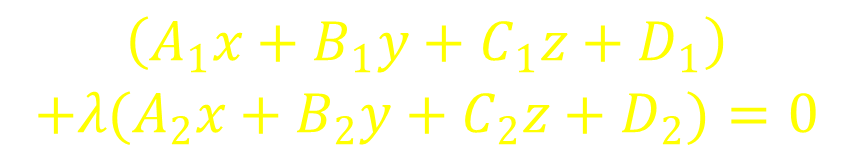 (A₁x + B₁y + C₁z + D₁)
+λ(A₂x + B₂y + C₂z + D₂) = 0